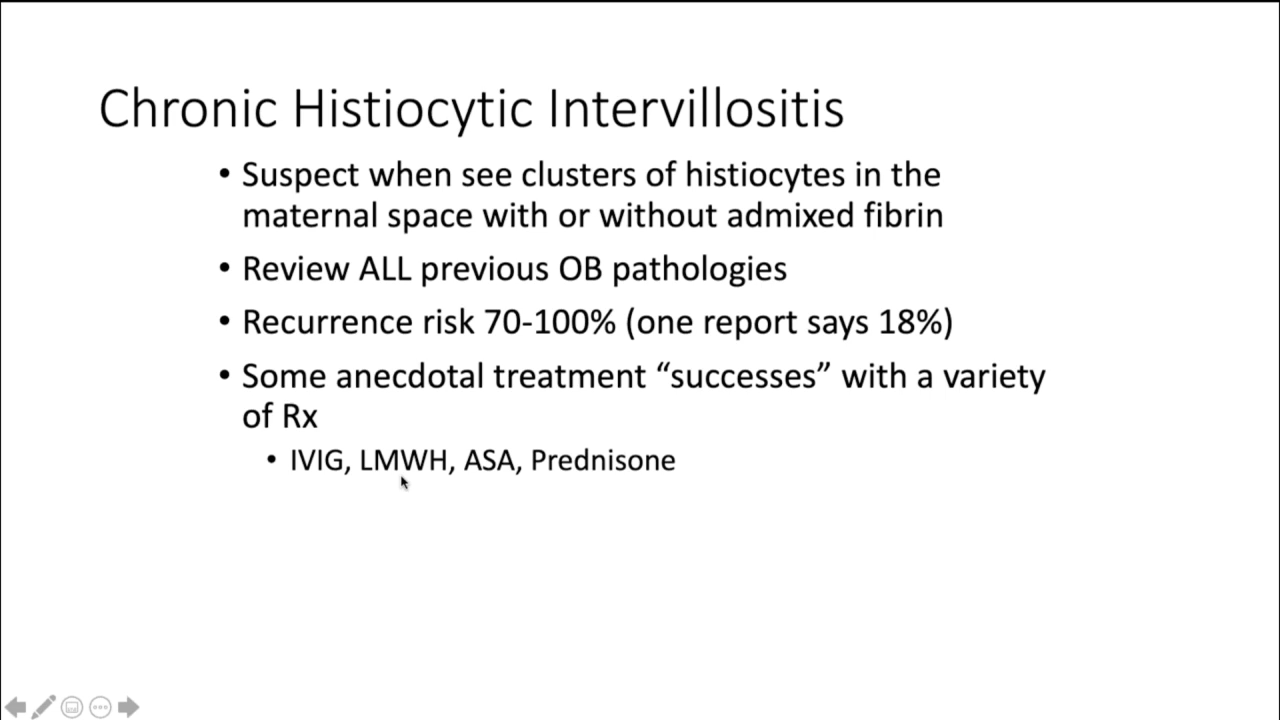 Chronic Histiocytic Intervillositis
• Suspect when see clusters of histiocytes in the
maternal space with or without admixed fibrin
• Review ALL previous OB pathologies
• Recurrence risk 70-100% (one report says 18%)
• Some anecdotal treatment “successes” with a variety
of Rx
• IVIG, LMWH, ASA, Prednisone